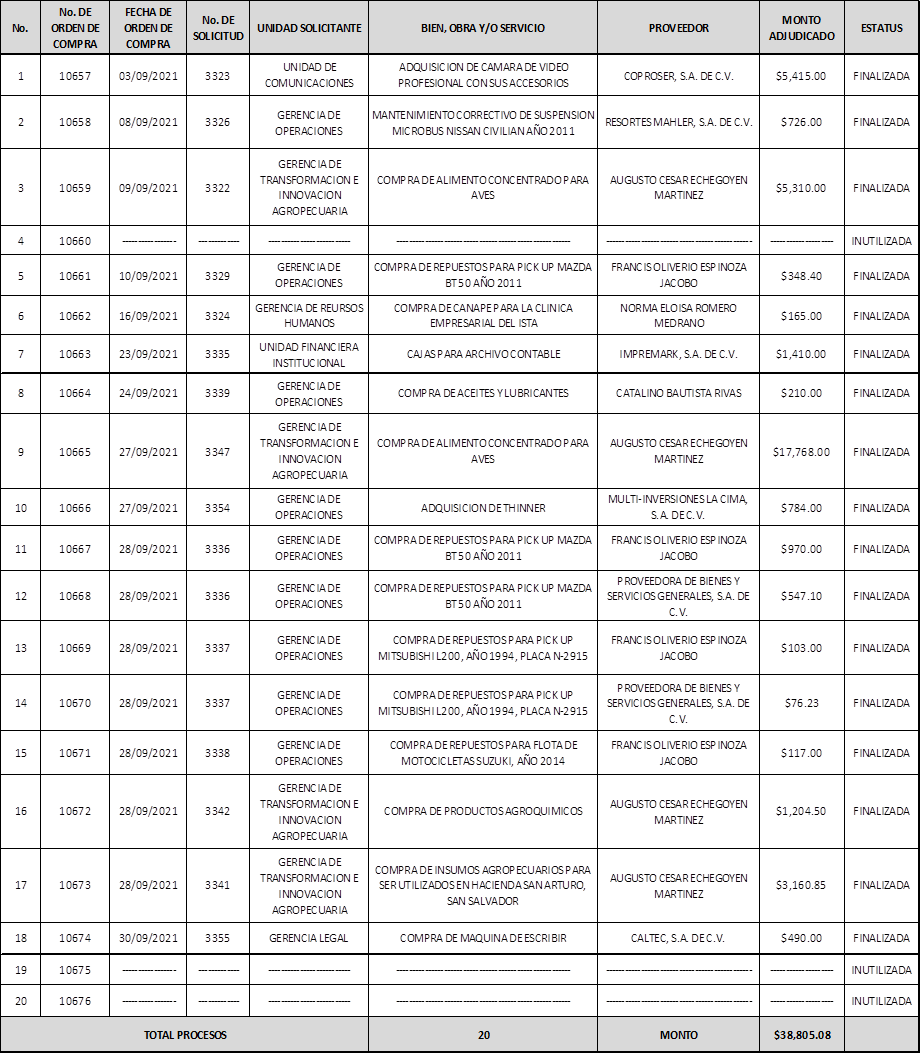 No. | No. DE ORDEN DE COMPRA | FECHA DE ORDEN DE COMPRA | No. DE SOLICITUD | UNIDAD SOLICITANTE | BIEN, OBRA Y/O SERVICIO | PROVEEDOR | MONTO ADJUDICADO | ESTATUS
1 | 10657 | 03/09/2021 | 3323 | UNIDAD DE COMUNICACIONES | ADQUISICION DE CAMARA DE VIDEO PROFESIONAL CON SUS ACCESORIOS | COPROSER, S.A. DE C.V. | $5,415.00 | FINALIZADA
2 | 10658 | 08/09/2021 | 3326 | GERENCIA DE OPERACIONES | MANTENIMIENTO CORRECTIVO DE SUSPENSION MICROBUS NISSAN CIVILIAN AÑO 2011 | RESORTES MAHLER, S.A. DE C.V. | $726.00 | FINALIZADA
3 | 10659 | 09/09/2021 | 3322 | GERENCIA DE TRANSFORMACION E INNOVACION AGROPECUARIA | COMPRA DE ALIMENTO CONCENTRADO PARA AVES | AUGUSTO CESAR ECHEGOYEN MARTINEZ | $5,310.00 | FINALIZADA
4 | 10660 | ---------------- | ------------ | ------------------------ | -------------------------------------------------- | ------------------------------------------ | ------------------ | INUTILIZADA
5 | 10661 | 10/09/2021 | 3329 | GERENCIA DE OPERACIONES | COMPRA DE REPUESTOS PARA PICK UP MAZDA BT50 AÑO 2011 | FRANCIS OLIVERIO ESPINOZA JACOBO | $348.40 | FINALIZADA
6 | 10662 | 16/09/2021 | 3324 | GERENCIA DE REURSOS HUMANOS | COMPRA DE CANAPE PARA LA CLINICA EMPRESARIAL DEL ISTA | NORMA ELOISA ROMERO MEDRANO | $165.00 | FINALIZADA
7 | 10663 | 23/09/2021 | 3335 | UNIDAD FINANCIERA INSTITUCIONAL | CAJAS PARA ARCHIVO CONTABLE | IMPREMARK, S.A. DE C.V. | $1,410.00 | FINALIZADA
8 | 10664 | 24/09/2021 | 3339 | GERENCIA DE OPERACIONES | COMPRA DE ACEITES Y LUBRICANTES | CATALINO BAUTISTA RIVAS | $210.00 | FINALIZADA
9 | 10665 | 27/09/2021 | 3347 | GERENCIA DE TRANSFORMACION E INNOVACION AGROPECUARIA | COMPRA DE ALIMENTO CONCENTRADO PARA AVES | AUGUSTO CESAR ECHEGOYEN MARTINEZ | $17,768.00 | FINALIZADA
10 | 10666 | 27/09/2021 | 3354 | GERENCIA DE OPERACIONES | ADQUISICION DE THINNER | MULTI-INVERSIONES LA CIMA, S.A. DE C.V. | $784.00 | FINALIZADA
11 | 10667 | 28/09/2021 | 3336 | GERENCIA DE OPERACIONES | COMPRA DE REPUESTOS PARA PICK UP MAZDA BT50 AÑO 2011 | FRANCIS OLIVERIO ESPINOZA JACOBO | $970.00 | FINALIZADA
12 | 10668 | 28/09/2021 | 3336 | GERENCIA DE OPERACIONES | COMPRA DE REPUESTOS PARA PICK UP MAZDA BT50 AÑO 2011 | PROVEEDORA DE BIENES Y SERVICIOS GENERALES, S.A. DE C.V. | $547.10 | FINALIZADA
13 | 10669 | 28/09/2021 | 3337 | GERENCIA DE OPERACIONES | COMPRA DE REPUESTOS PARA PICK UP MITSUBISHI L200, AÑO 1994, PLACA N-2915 | FRANCIS OLIVERIO ESPINOZA JACOBO | $103.00 | FINALIZADA
14 | 10670 | 28/09/2021 | 3337 | GERENCIA DE OPERACIONES | COMPRA DE REPUESTOS PARA PICK UP MITSUBISHI L200, AÑO 1994, PLACA N-2915 | PROVEEDORA DE BIENES Y SERVICIOS GENERALES, S.A. DE C.V. | $76.23 | FINALIZADA
15 | 10671 | 28/09/2021 | 3338 | GERENCIA DE OPERACIONES | COMPRA DE REPUESTOS PARA FLOTA DE MOTOCICLETAS SUZUKI, AÑO 2014 | FRANCIS OLIVERIO ESPINOZA JACOBO | $117.00 | FINALIZADA
16 | 10672 | 28/09/2021 | 3342 | GERENCIA DE TRANSFORMACION E INNOVACION AGROPECUARIA | COMPRA DE PRODUCTOS AGROQUIMICOS | AUGUSTO CESAR ECHEGOYEN MARTINEZ | $1,204.50 | FINALIZADA
17 | 10673 | 28/09/2021 | 3341 | GERENCIA DE TRANSFORMACION E INNOVACION AGROPECUARIA | COMPRA DE INSUMOS AGROPECUARIOS PARA SER UTILIZADOS EN HACIENDA SAN ARTURO, SAN SALVADOR | AUGUSTO CESAR ECHEGOYEN MARTINEZ | $3,160.85 | FINALIZADA
18 | 10674 | 30/09/2021 | 3355 | GERENCIA LEGAL | COMPRA DE MAQUINA DE ESCRIBIR | CALTEC, S.A. DE C.V. | $490.00 | FINALIZADA
19 | 10675 | ---------------- | ------------ | ------------------------ | -------------------------------------------------- | ------------------------------------------ | ------------------ | INUTILIZADA
20 | 10676 | ---------------- | ------------ | ------------------------ | -------------------------------------------------- | ------------------------------------------ | ------------------ | INUTILIZADA
TOTAL PROCESOS | 20 | MONTO | $38,805.08